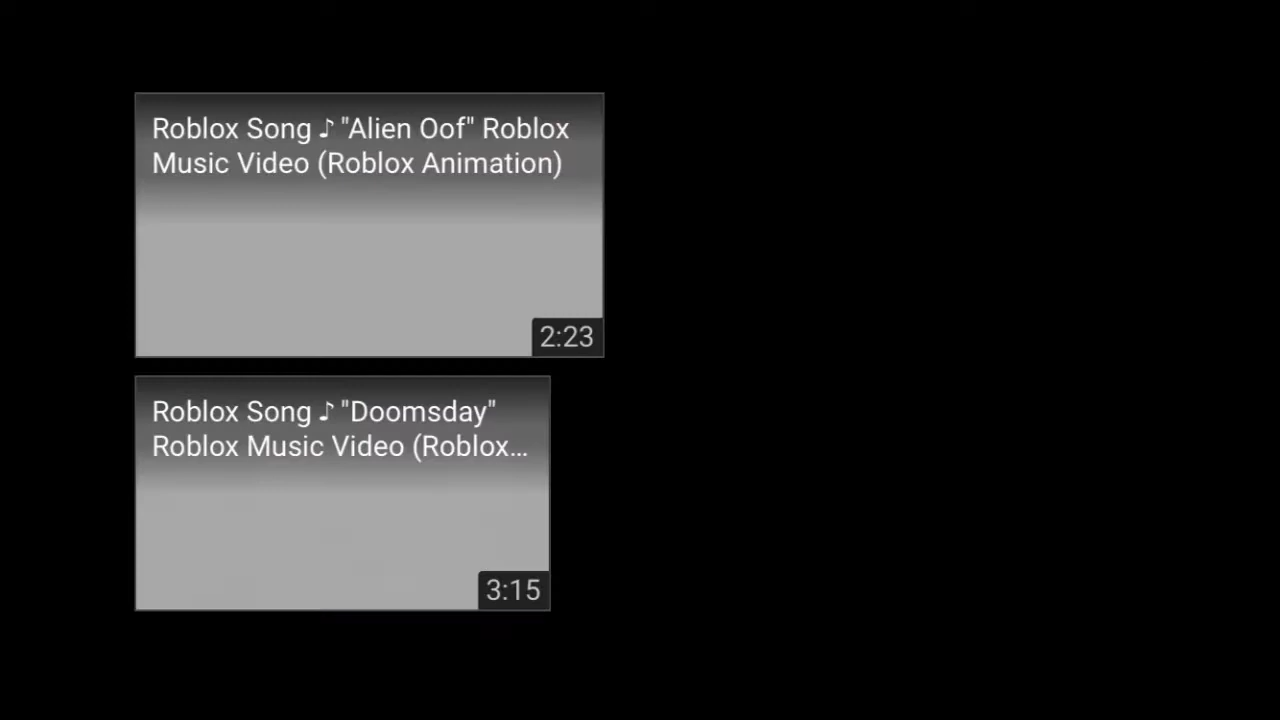 Roblox Song ♪ "Alien Oof" Roblox
Music Video (Roblox Animation)
2:23
Roblox Song ♪ "Doomsday"
Roblox Music Video (Roblox...
3:15